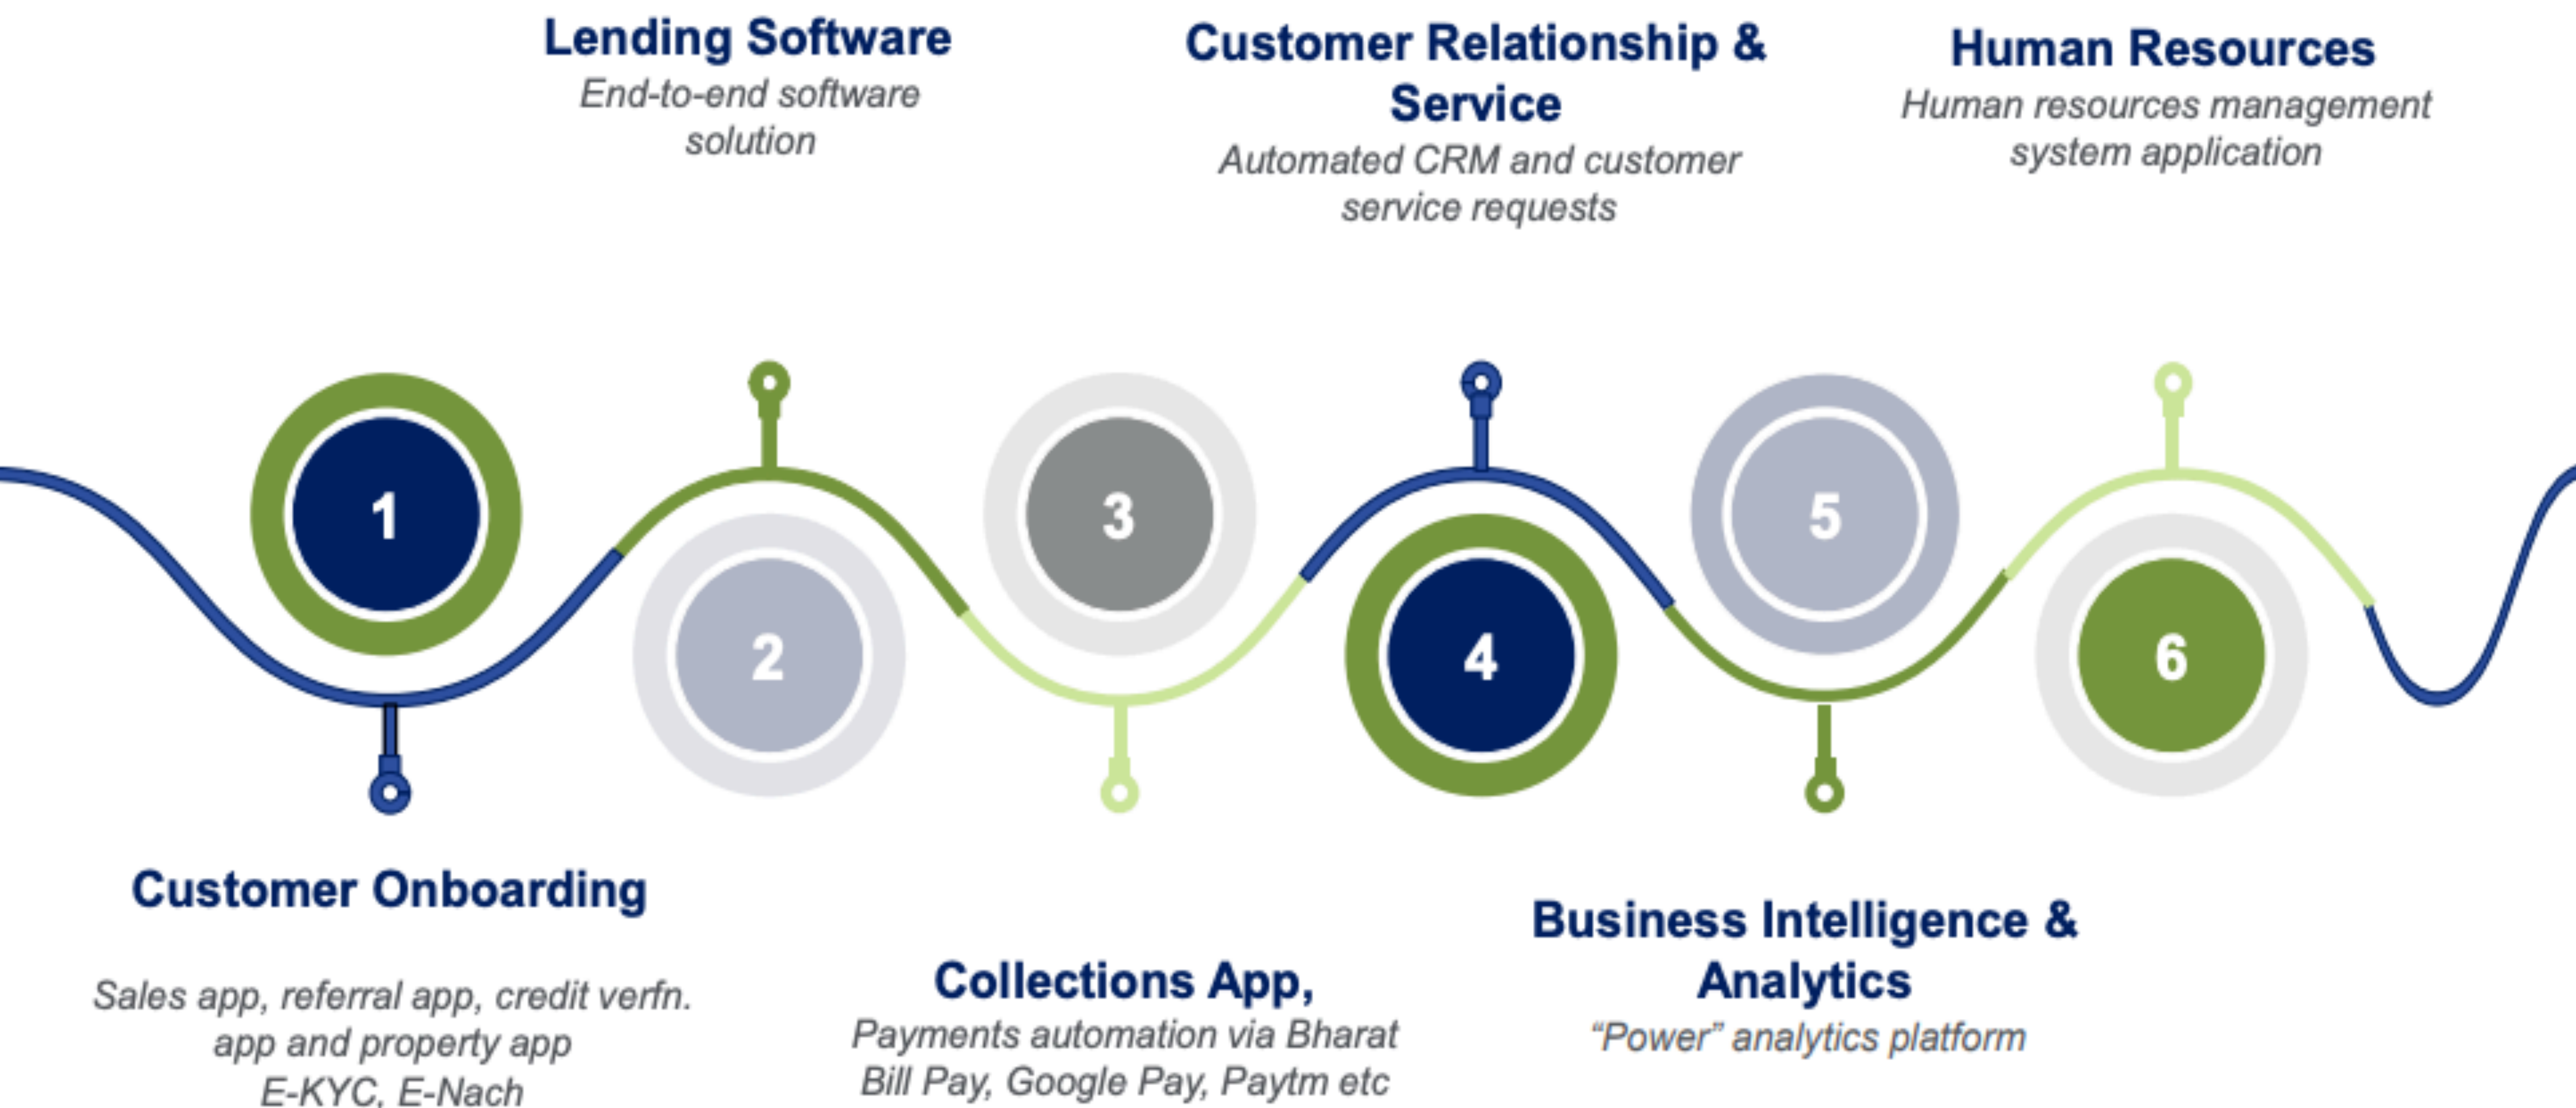 Lending Software
End-to-end software
solution
Customer Relationship &
Service
Automated CRM and customer
service requests
Human Resources
Human resources management
system application
1
2
3
4
5
6
Customer Onboarding
Sales app, referral app, credit verfn.
app and property app
E-KYC, E-Nach
Collections App,
Payments automation via Bharat
Bill Pay, Google Pay, Paytm etc
Business Intelligence &
Analytics
“Power” analytics platform